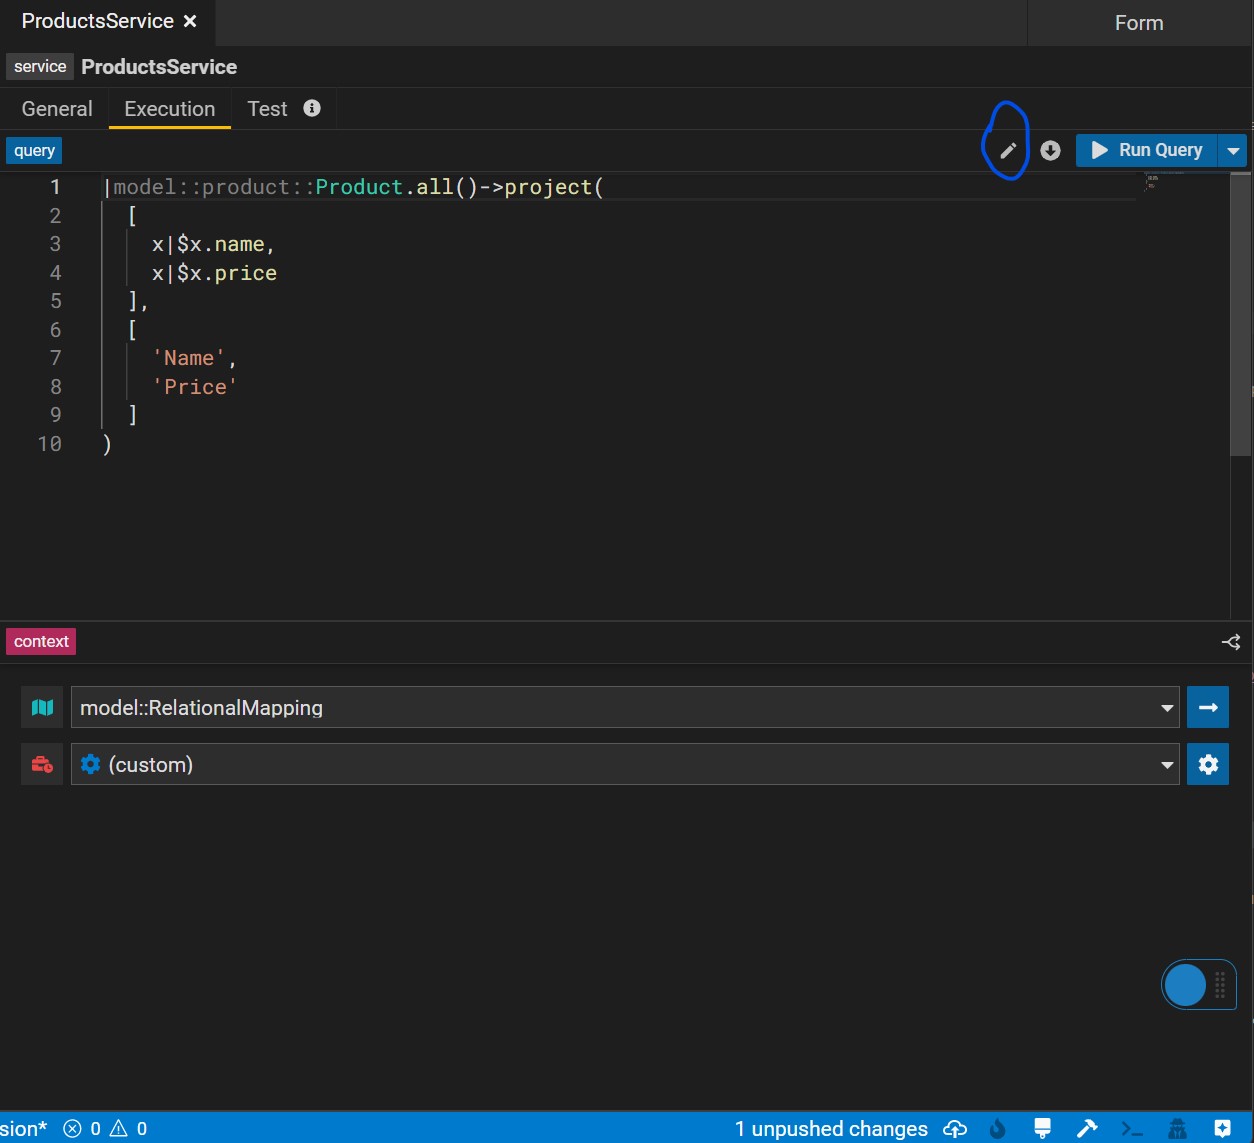 ProductsService
Form
service ProductsService
General Execution Test
query
Run Query
1 |model::product::Product.all()->project(
2 [
3 x|$x.name,
4 x|$x.price
5 ],
6 [
7 'Name',
8 'Price'
9 ]
10 )
context
model::RelationalMapping
(custom)
sion* 0 0 1 unpushed changes